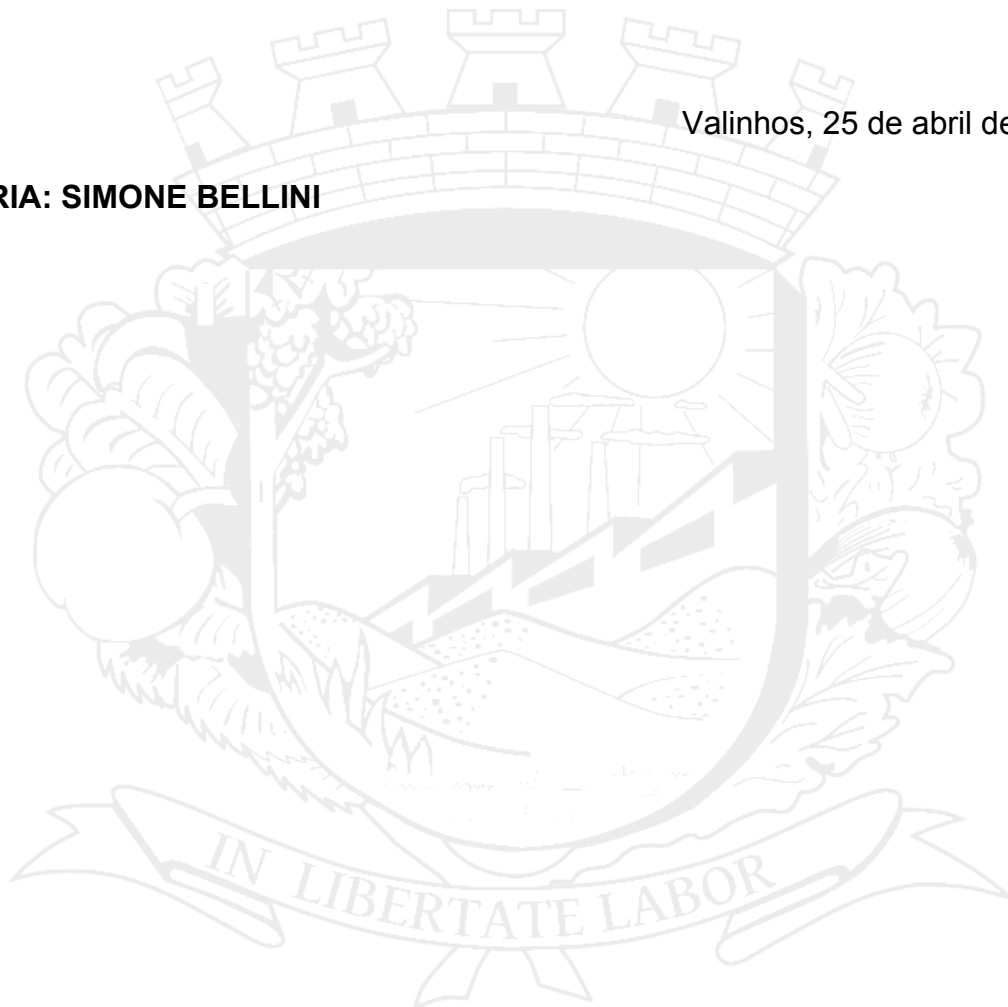 Valinhos, 25 de abril de
RIA: SIMONE BELLINI
IN LIBERTATE LABOR